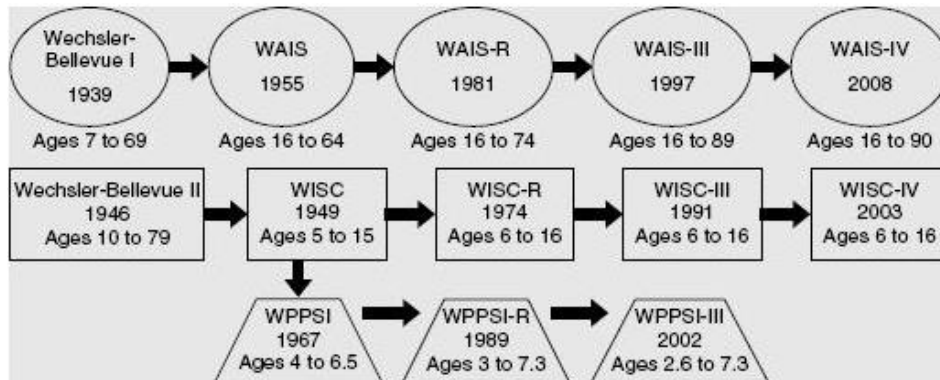 Wechsler-
Bellevue I
1939
WAIS
1955
WAIS-R
1981
WAIS-III
1997
WAIS-IV
2008
Ages 7 to 69
Ages 16 to 64
Ages 16 to 74
Ages 16 to 89
Ages 16 to 90
Wechsler-Bellevue II
1946
Ages 10 to 79
WISC
1949
Ages 5 to 15
WISC-R
1974
Ages 6 to 16
WISC-III
1991
Ages 6 to 16
WISC-IV
2003
Ages 6 to 16
WPPSI
1967
Ages 4 to 6.5
WPPSI-R
1989
Ages 3 to 7.3
WPPSI-III
2002
Ages 2.6 to 7.3